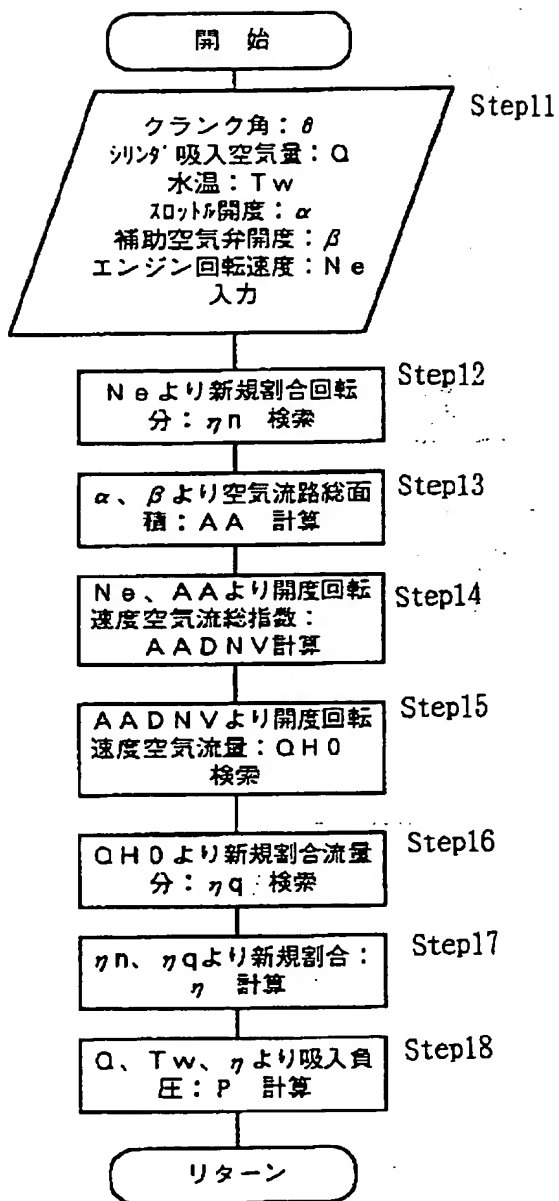 開 始
Step11
クランク角：θ
シリンダ吸入空気量：Q
水温：Tw
スロットル開度：α
補助空気弁開度：β
エンジン回転速度：Ne
入力
Step12
Neより新規割合回転
分：ηn 検索
Step13
α、βより空気流路総面
積：AA 計算
Step14
Ne、AAより開度回転
速度空気流総指数：
AADNV計算
Step15
AADNVより開度回転
速度空気流量：QH0
検索
Step16
QH0より新規割合流量
分：ηq 検索
Step17
ηn、ηqより新規割合：
η 計算
Step18
Q、Tw、ηより吸入負
圧：P 計算
リターン